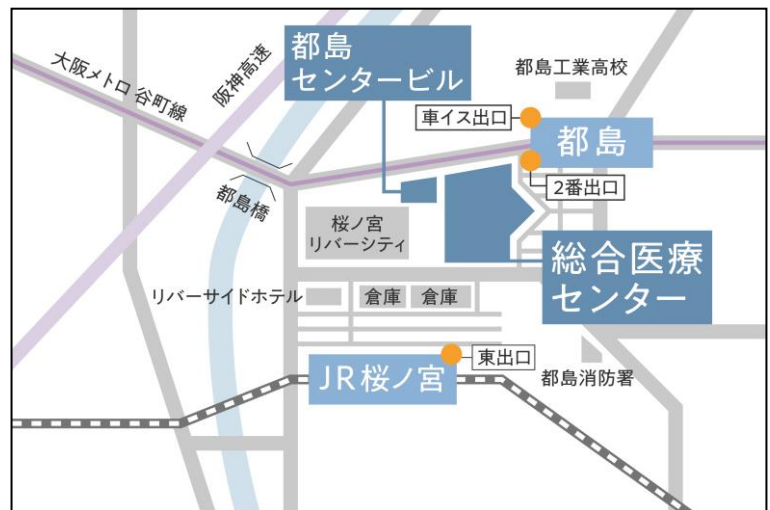 大阪メトロ 谷町線
阪神高速
都島
センタービル
都島工業高校
車イス出口
都島
2番出口
都島橋
桜ノ宮
リバーシティ
総合医療
センター
リバーサイドホテル
倉庫
倉庫
東出口
JR桜ノ宮
都島消防署